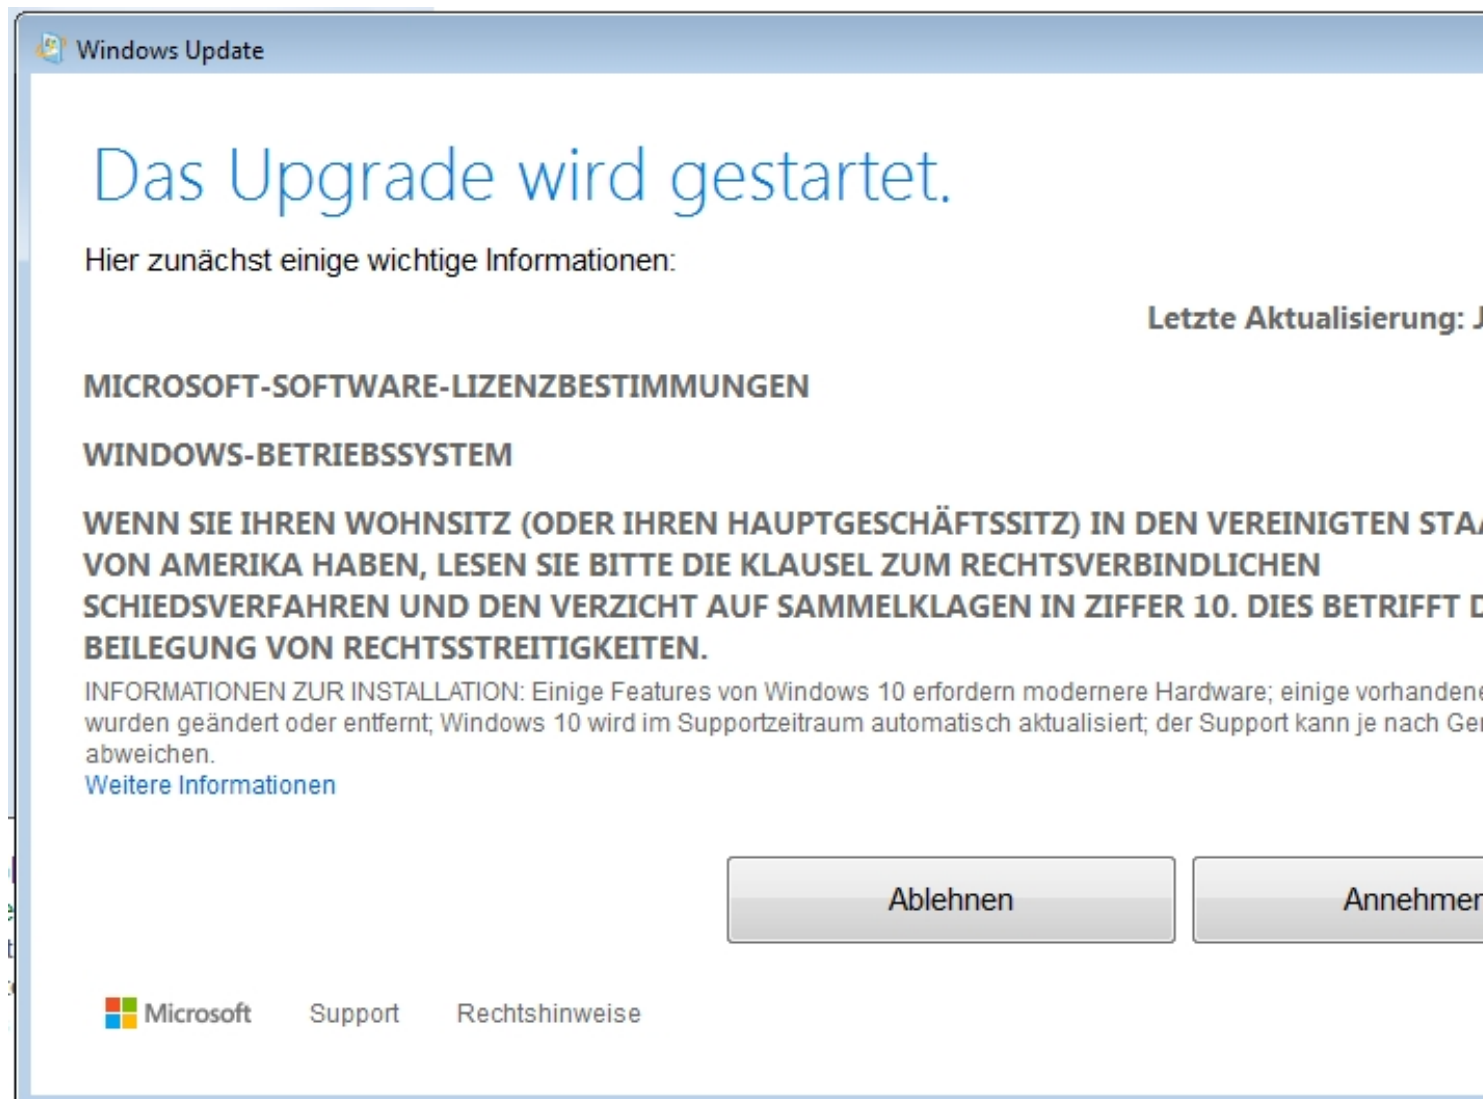 Windows Update
Das Upgrade wird gestartet.
Hier zunächst einige wichtige Informationen:
Letzte Aktualisierung:
MICROSOFT-SOFTWARE-LIZENZBESTIMMUNGEN
WINDOWS-BETRIEBSSYSTEM
WENN SIE IHREN WOHNSITZ (ODER IHREN HAUPTGESCHÄFTSSITZ) IN DEN VEREINIGTEN
VON AMERIKA HABEN, LESEN SIE BITTE DIE KLAUSEL ZUM RECHTSVERBINDLICHEN
SCHIEDSVERFAHREN UND DEN VERZICHT AUF SAMMELKLAGEN IN ZIFFER 10. DIES BETRIFFT
BEILEGUNG VON RECHTSSTREITIGKEITEN.
INFORMATIONEN ZUR INSTALLATION: Einige Features von Windows 10 erfordern modernere Hardware; einige vorhandene
wurden geändert oder entfernt; Windows 10 wird im Supportzeitraum automatisch aktualisiert; der Support kann je nach
abweichen.
Weitere Informationen
Ablehnen
Annehmen
Microsoft Support Rechtshinweise